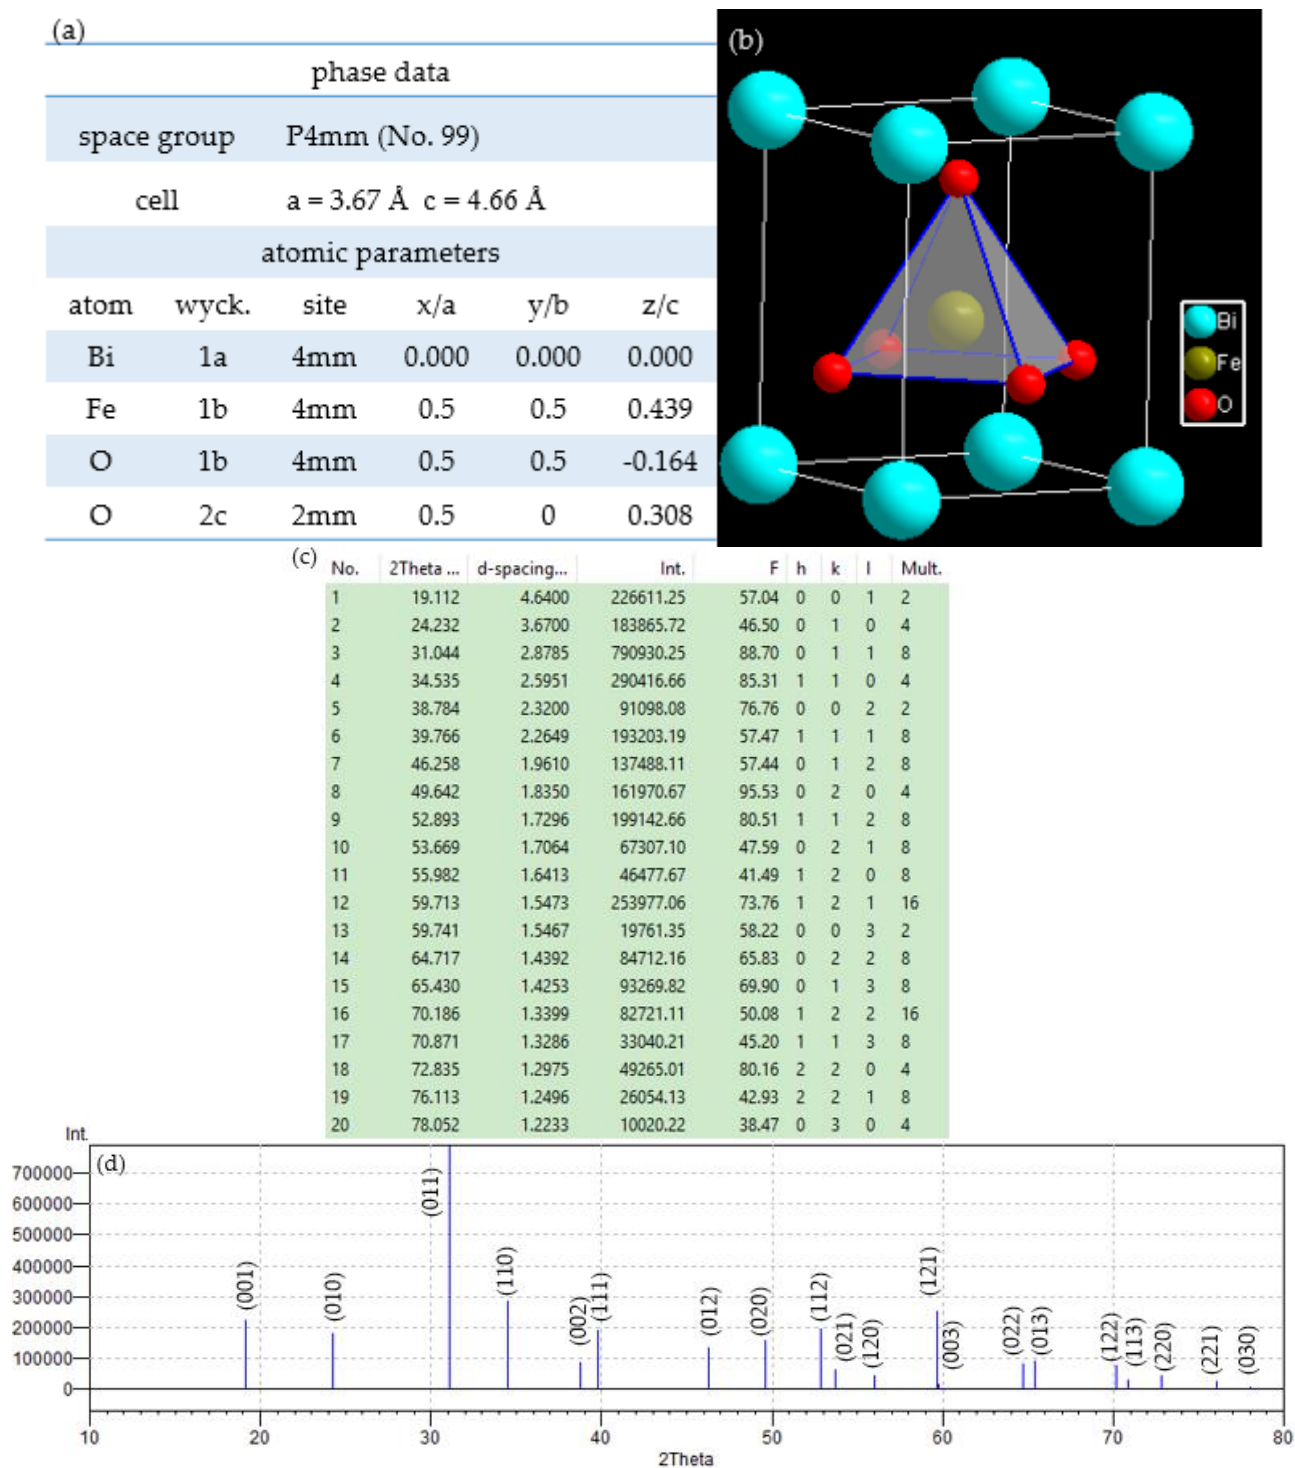 (a)
phase data
space group P4mm (No. 99)
cell a = 3.67 Å c = 4.66 Å
atomic parameters
atom wyck. site x/a y/b z/c
Bi 1a 4mm 0.000 0.000 0.000
Fe 1b 4mm 0.5 0.5 0.439
O 1b 4mm 0.5 0.5 -0.164
O 2c 2mm 0.5 0 0.308
(b)
Bi
Fe
O
(c)
No. 2Theta ... d-spacing... Int. F h k l Mult.
1 19.112 4.6400 226611.25 57.04 0 0 1 2
2 24.232 3.6700 183865.72 46.50 0 1 0 4
3 31.044 2.8785 790930.25 88.70 0 1 1 8
4 34.535 2.5951 290416.66 85.31 1 1 0 4
5 38.784 2.3200 91098.08 76.76 0 0 2 2
6 39.766 2.2649 193203.19 57.47 1 1 1 8
7 46.258 1.9610 137488.11 57.44 0 1 2 8
8 49.642 1.8350 161970.67 95.53 0 2 0 4
9 52.893 1.7296 199142.66 80.51 1 1 2 8
10 53.669 1.7064 67307.10 47.59 0 2 1 8
11 55.982 1.6413 46477.67 41.49 1 2 0 8
12 59.713 1.5473 253977.06 73.76 1 2 1 16
13 59.741 1.5467 19761.35 58.22 0 0 3 2
14 64.717 1.4392 84712.16 65.83 0 2 2 8
15 65.430 1.4253 93269.82 69.90 0 1 3 8
16 70.186 1.3399 82721.11 50.08 1 2 2 16
17 70.871 1.3286 33040.21 45.20 1 1 3 8
18 72.835 1.2975 49265.01 80.16 2 2 0 4
19 76.113 1.2496 26054.13 42.93 2 2 1 8
20 78.052 1.2233 10020.22 38.47 0 3 0 4
Int.
(d)
700000
600000
500000
400000
300000
200000
100000
0
(001)
(010)
(011)
(110)
(002)
(111)
(012)
(020)
(112)
(021)
(120)
(121)
(003)
(022)
(013)
(122)
(113)
(220)
(221)
(030)
10 20 30 40 50 60 70 80
2Theta